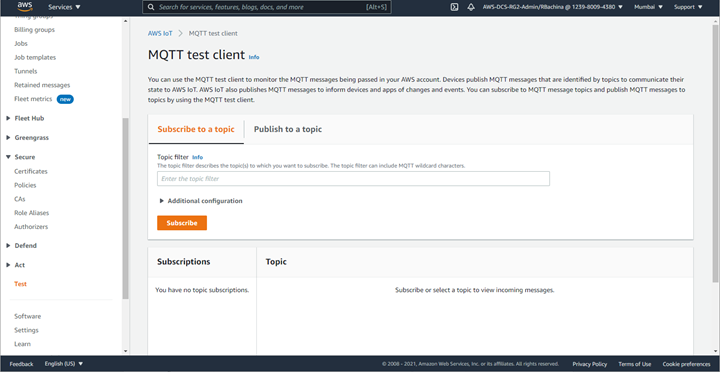 aws
Services ▾
Search for services, features, blogs, docs, and more
[Alt+S]
AWS-DCS-RG2-Admin/RBachina @ 1239-8009-4380 ▾
Mumbai ▾
Support ▾
Thing groups
Billing groups
Jobs
Job templates
Tunnels
Retained messages
Fleet metrics new
Fleet Hub
Greengrass
Secure
Certificates
Policies
CAs
Role Aliases
Authorizers
Defend
Act
Test
Software
Settings
Learn
AWS IoT > MQTT test client
MQTT test client Info
You can use the MQTT test client to monitor the MQTT messages being passed in your AWS account. Devices publish MQTT messages that are identified by topics to communicate their
state to AWS IoT. AWS IoT also publishes MQTT messages to inform devices and apps of changes and events. You can subscribe to MQTT message topics and publish MQTT messages to
topics by using the MQTT test client.
Subscribe to a topic
Publish to a topic
Topic filter Info
The topic filter describes the topic(s) to which you want to subscribe. The topic filter can include MQTT wildcard characters.
Enter the topic filter
Additional configuration
Subscribe
Subscriptions
Topic
You have no topic subscriptions.
Subscribe or select a topic to view incoming messages.
Feedback
English (US) ▾
© 2008 - 2021, Amazon Web Services, Inc. or its affiliates. All rights reserved.
Privacy Policy
Terms of Use
Cookie preferences